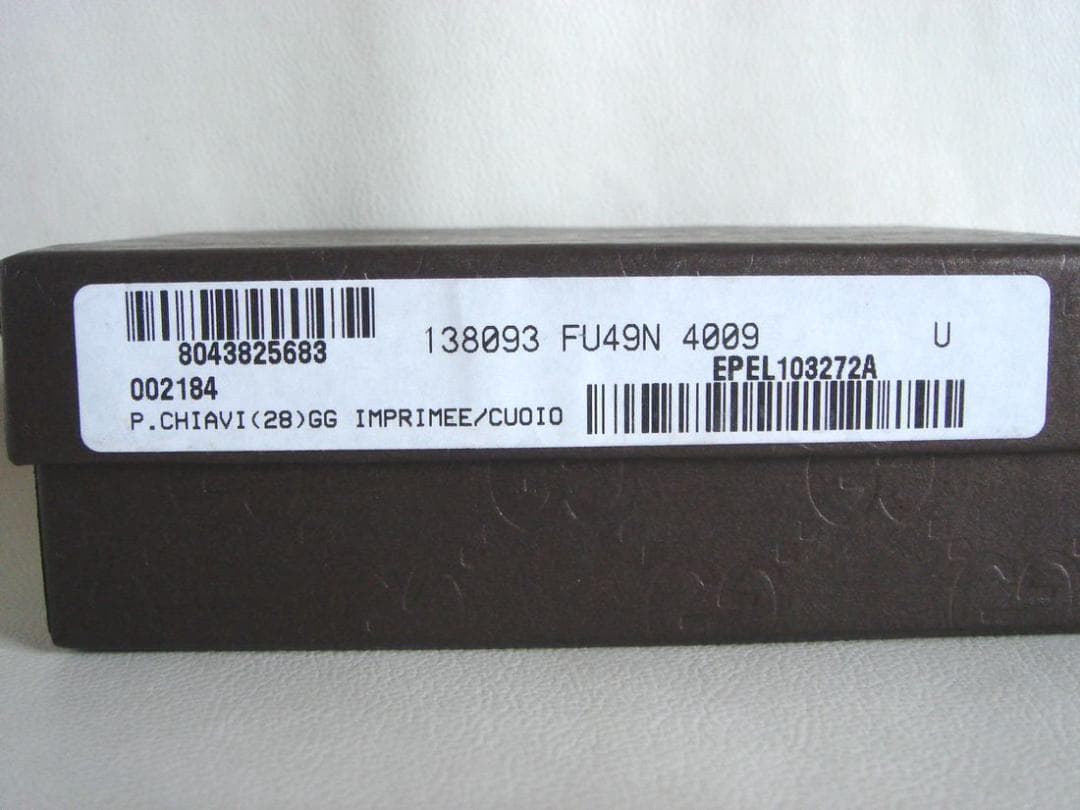 8043825683
138093 FU49N 4009 U
EPEL103272A
002184
P.CHIAVI(28)GG IMPRIMEE/CUOIO